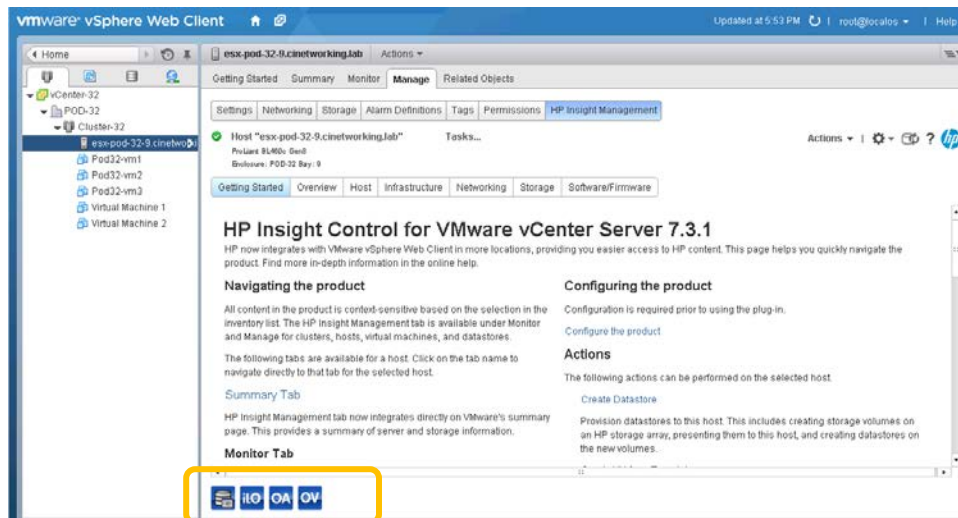 vmware vSphere Web Client
Updated at 5:53 PM | root@localos | Help
Home
esx-pod-32-9.cinetworking.lab Actions
Getting Started Summary Monitor Manage Related Objects
vCenter-32
POD-32
Cluster-32
esx-pod-32-9.cinetwo
Pod32-vm1
Pod32-vm2
Pod32-vm3
Virtual Machine 1
Virtual Machine 2
Settings Networking Storage Alarm Definitions Tags Permissions HP Insight Management
Host "esx-pod-32-9.cinetworking.lab" Tasks...
ProLiant BL460c Gen8
Enclosure: POD-32 Bay: 9
Actions | ? hp
Getting Started Overview Host Infrastructure Networking Storage Software/Firmware
HP Insight Control for VMware vCenter Server 7.3.1
HP now integrates with VMware vSphere Web Client in more locations, providing you easier access to HP content. This page helps you quickly navigate the
product. Find more in-depth information in the online help.
Navigating the product
All content in the product is context-sensitive based on the selection in the
inventory list. The HP Insight Management tab is available under Monitor
and Manage for clusters, hosts, virtual machines, and datastores.
The following tabs are available for a host. Click on the tab name to
navigate directly to that tab for the selected host.
Summary Tab
HP Insight Management tab now integrates directly on VMware's summary
page. This provides a summary of server and storage information.
Monitor Tab
Configuring the product
Configuration is required prior to using the plug-in.
Configure the product
Actions
The following actions can be performed on the selected host
Create Datastore
Provision datastores to this host. This includes creating storage volumes on
an HP storage array, presenting them to this host, and creating datastores on
the new volumes.
iLO OA OV